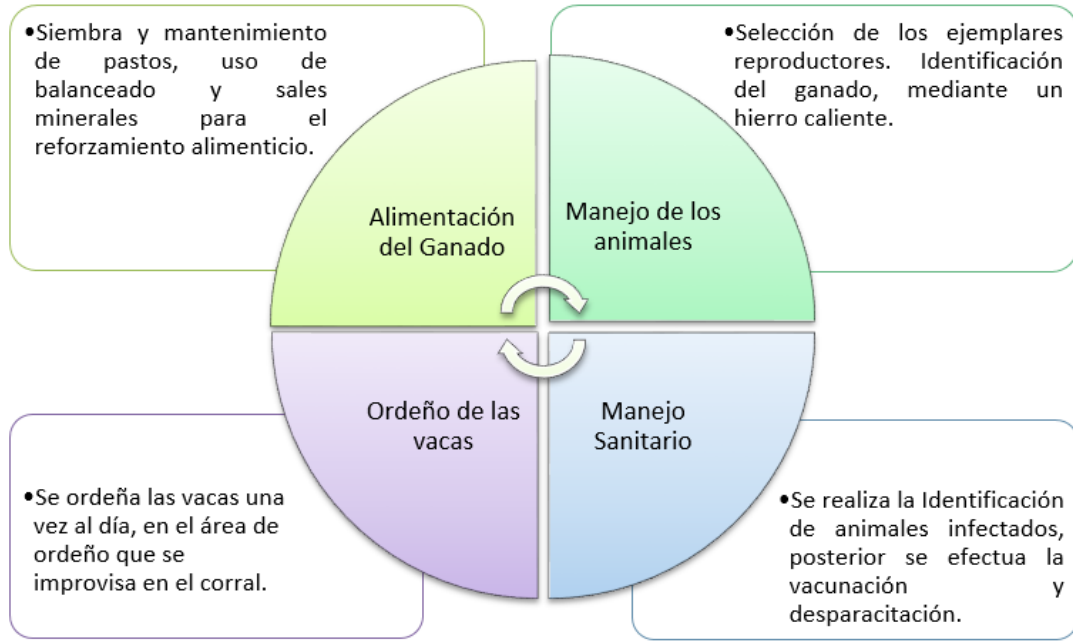 •Siembra y mantenimiento
de pastos, uso de
balanceado y sales
minerales para el
reforzamiento alimenticio.
•Selección de los ejemplares
reproductores. Identificación
del ganado, mediante un
hierro caliente.
Alimentación
del Ganado
Manejo de los
animales
Ordeño de las
vacas
Manejo
Sanitario
•Se ordeña las vacas una
vez al día, en el área de
ordeño que se
improvisa en el corral.
•Se realiza la Identificación
de animales infectados,
posterior se efectua la
vacunación y
desparacitación.